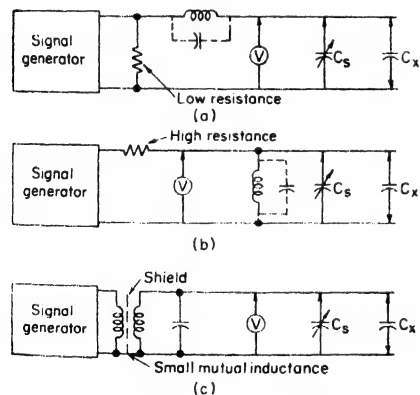 Signal
generator
V
Cs
Cx
Low resistance
(a)
High resistance
Signal
generator
V
Cs
Cx
(b)
Shield
Signal
generator
V
Cs
Cx
Small mutual inductance
(c)